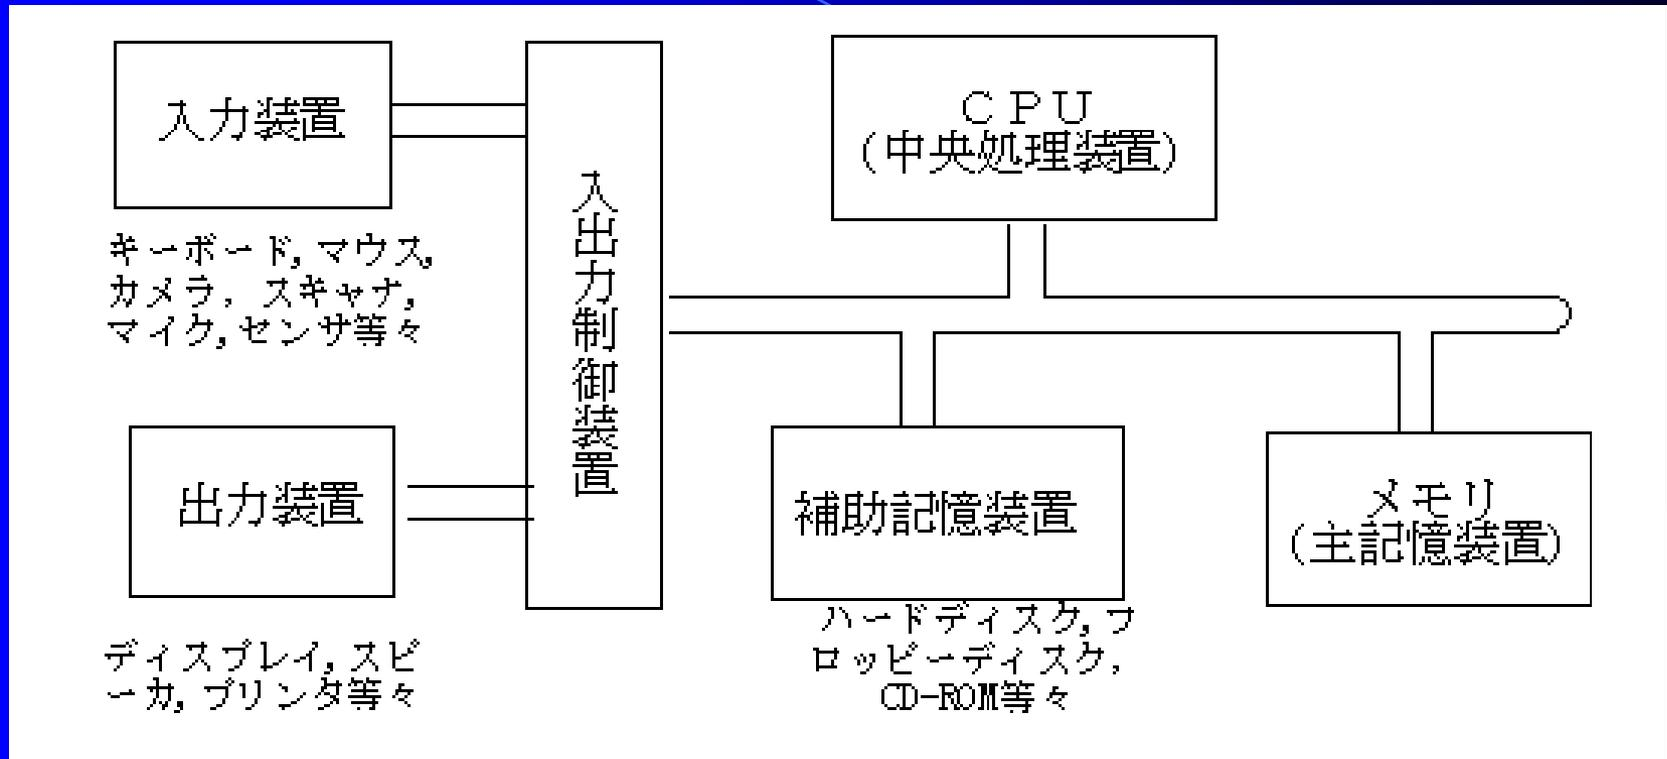 入力装置
キーボード,マウス,
カメラ, スキャナ,
マイク,センサ等々
出力装置
ディスプレイ,スピ
ーカ,プリンタ等々
入出力制御装置
ＣＰＵ
(中央処理装置)
補助記憶装置
ハードディスク,フ
ロッピーディスク,
CD-ROM等々
メモリ
(主記憶装置)